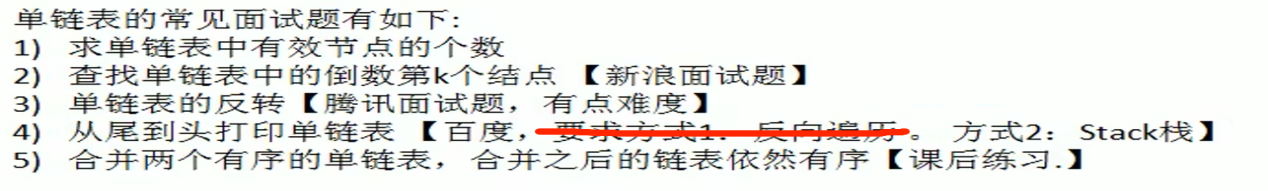 单链表的常见面试题有如下:
1) 求单链表中有效节点的个数
2) 查找单链表中的倒数第k个结点 【新浪面试题】
3) 单链表的反转【腾讯面试题，有点难度】
4) 从尾到头打印单链表 【百度，要求方式1：反向遍历 。 方式2：Stack栈】
5) 合并两个有序的单链表，合并之后的链表依然有序【课后练习.】